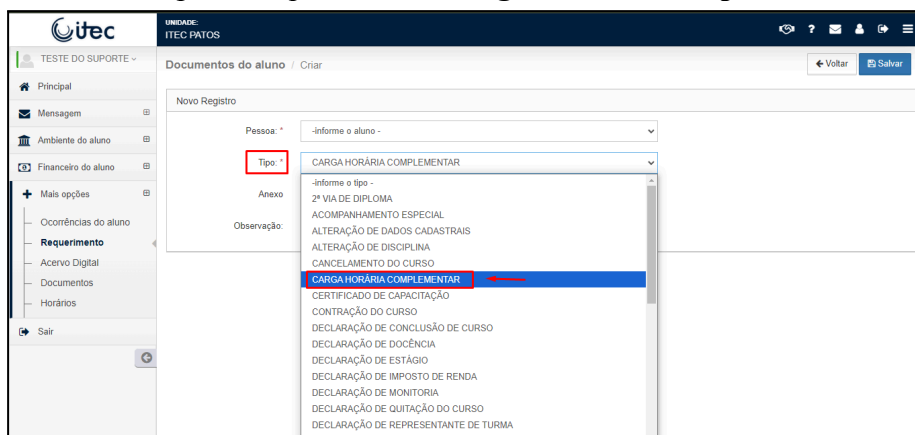 itec
UNIDADE:
ITEC PATOS
?
TESTE DO SUPORTE
Documentos do aluno / Criar
Voltar
Salvar
Principal
Mensagem
Ambiente do aluno
Financeiro do aluno
Mais opções
Ocorrências do aluno
Requerimento
Acervo Digital
Documentos
Horários
Sair
Novo Registro
Pessoa: *
-informe o aluno -
Tipo: *
CARGA HORÁRIA COMPLEMENTAR
Anexo
Observação:
-informe o tipo -
2ª VIA DE DIPLOMA
ACOMPANHAMENTO ESPECIAL
ALTERAÇÃO DE DADOS CADASTRAIS
ALTERAÇÃO DE DISCIPLINA
CANCELAMENTO DO CURSO
CARGA HORÁRIA COMPLEMENTAR
CERTIFICADO DE CAPACITAÇÃO
CONTRAÇÃO DO CURSO
DECLARAÇÃO DE CONCLUSÃO DE CURSO
DECLARAÇÃO DE DOCÊNCIA
DECLARAÇÃO DE ESTÁGIO
DECLARAÇÃO DE IMPOSTO DE RENDA
DECLARAÇÃO DE MONITORIA
DECLARAÇÃO DE QUITAÇÃO DO CURSO
DECLARAÇÃO DE REPRESENTANTE DE TURMA